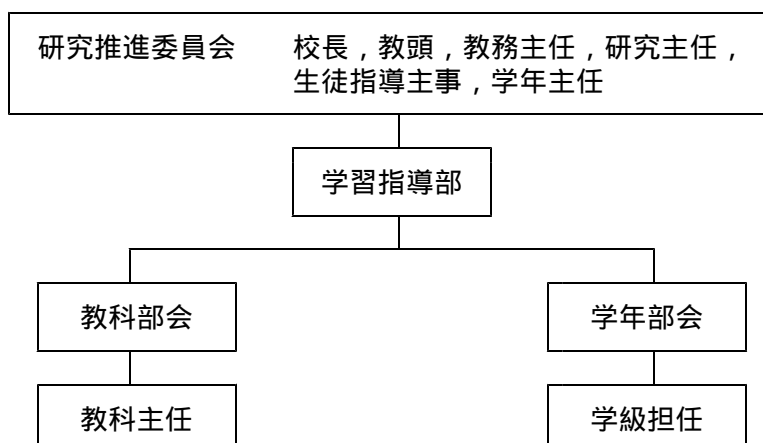 研究推進委員会　　校長，教頭，教務主任，研究主任，
生徒指導主事，学年主任
学習指導部
教科部会　　学年部会
教科主任　　学級担任